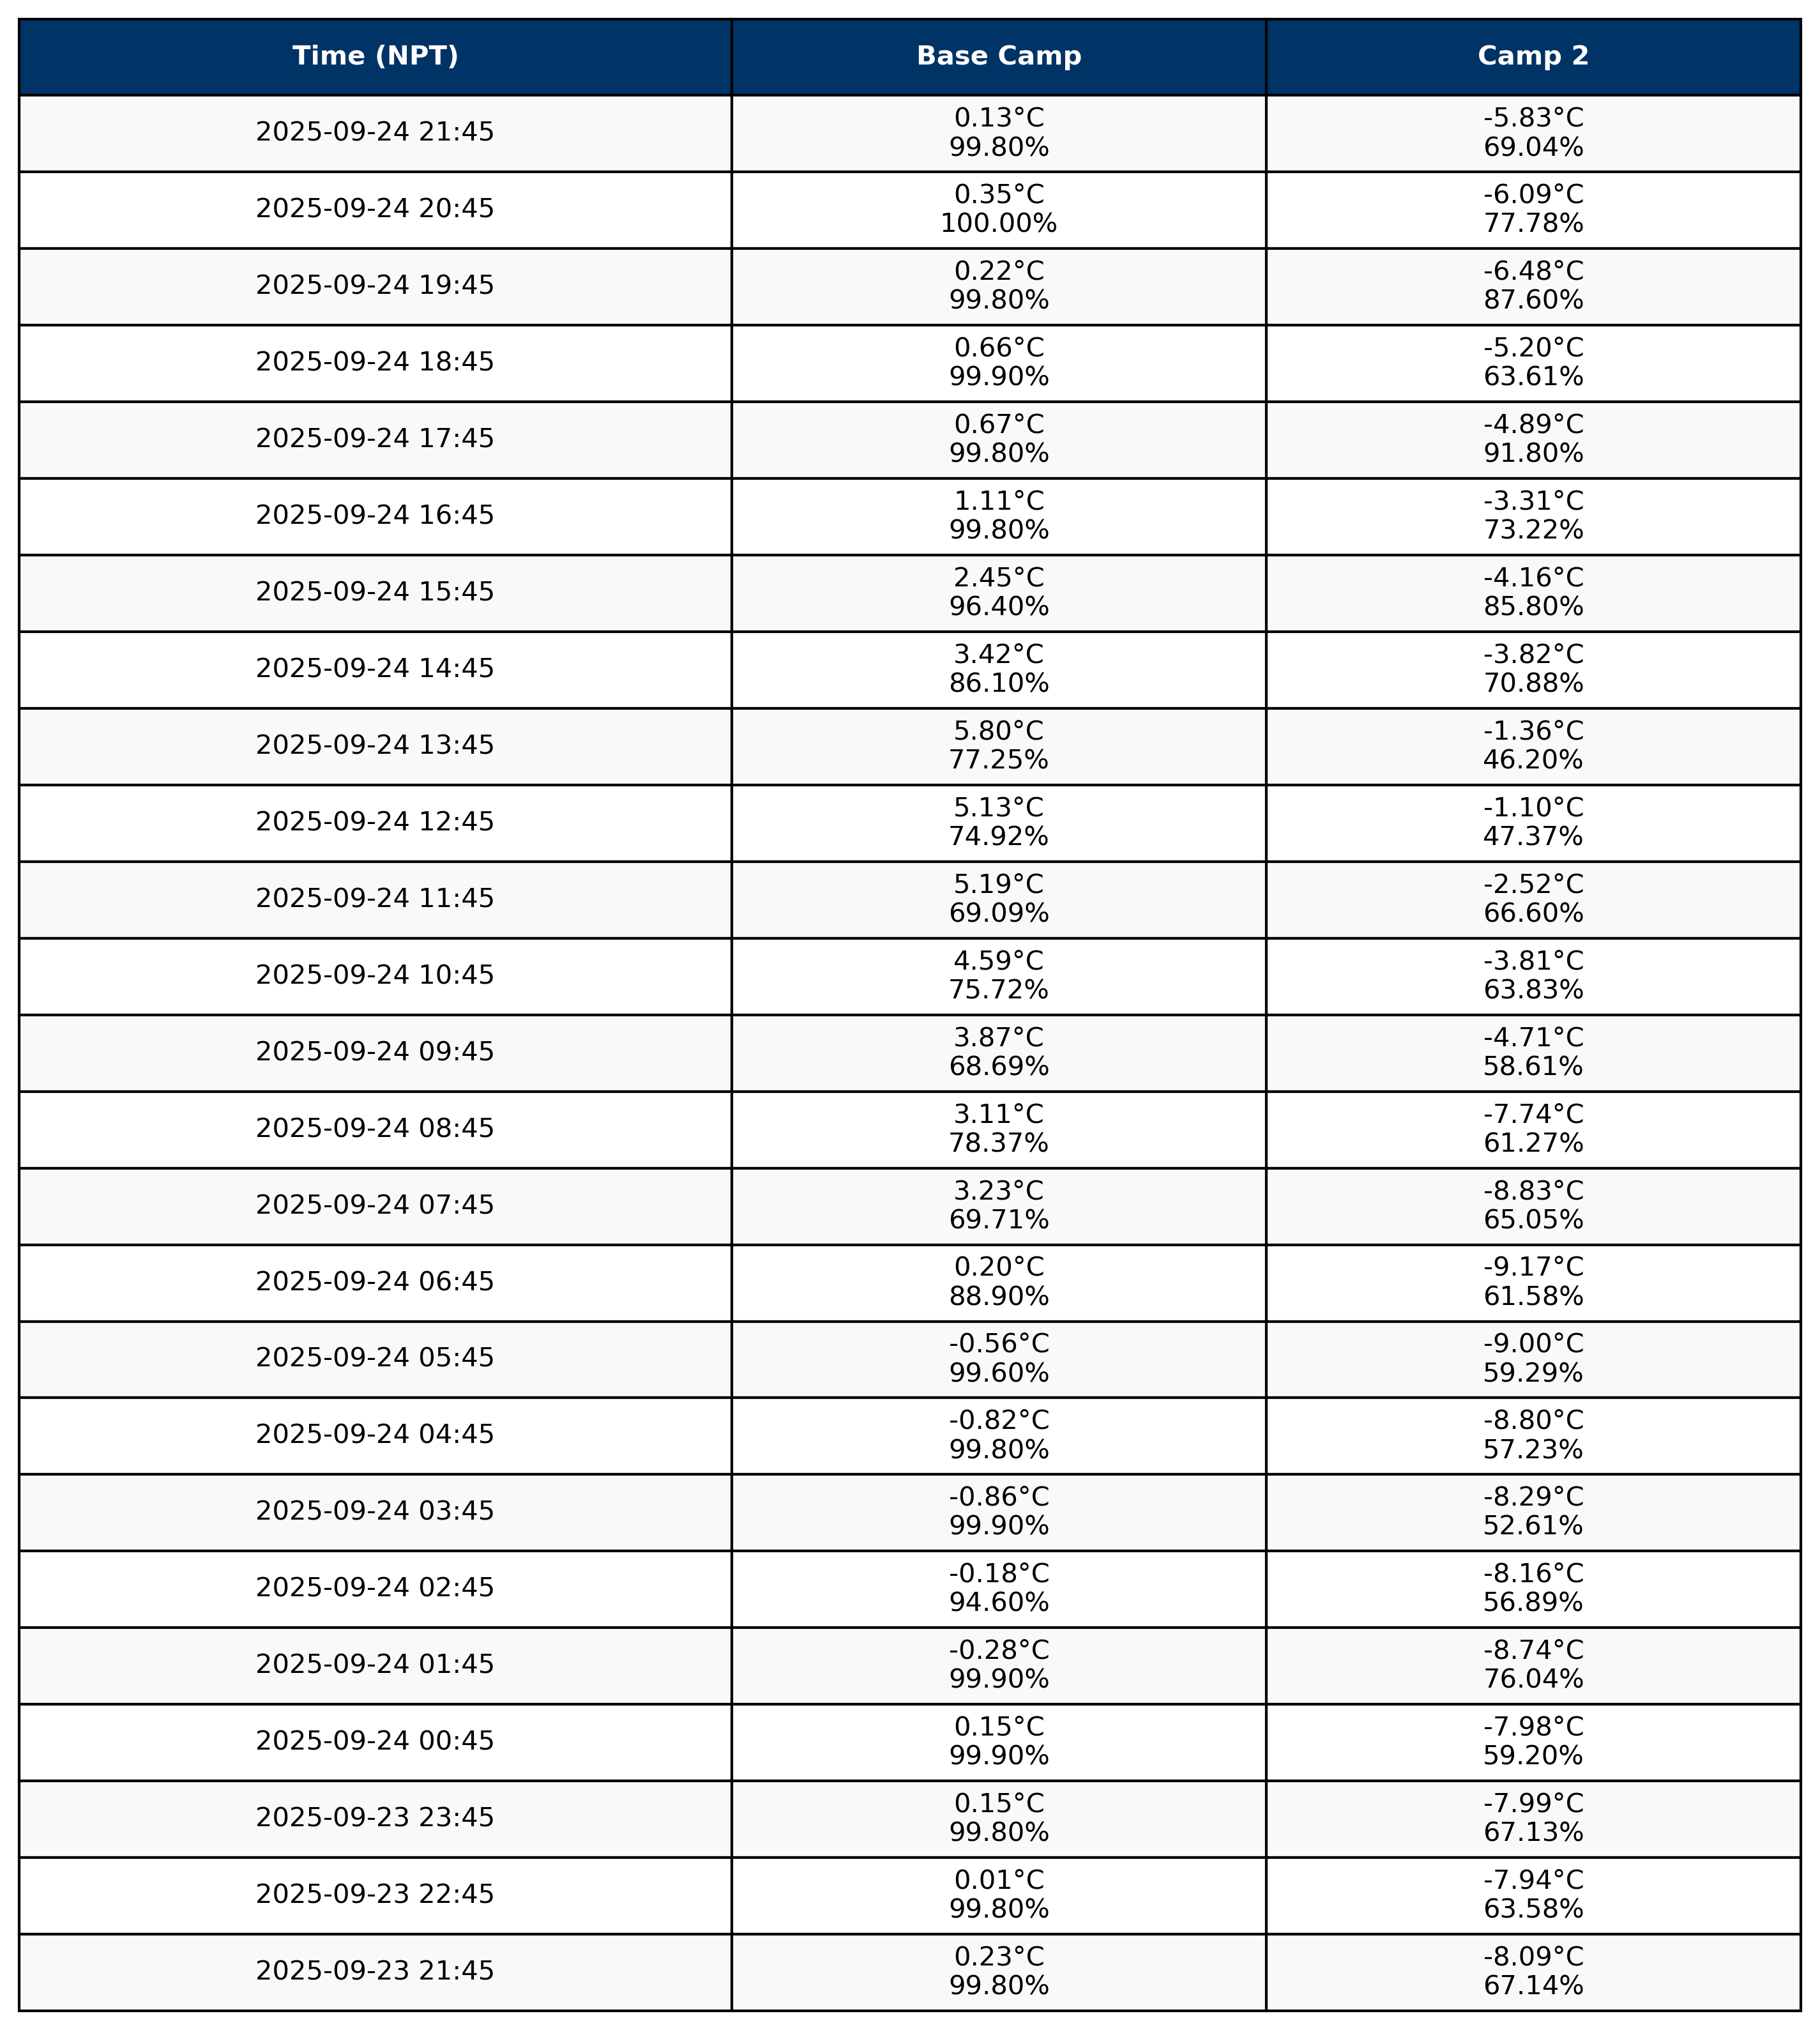 Time (NPT) Base Camp Camp 2
2025-09-24 21:45 0.13°C -5.83°C
99.80% 69.04%
2025-09-24 20:45 0.35°C -6.09°C
100.00% 77.78%
2025-09-24 19:45 0.22°C -6.48°C
99.80% 87.60%
2025-09-24 18:45 0.66°C -5.20°C
99.90% 63.61%
2025-09-24 17:45 0.67°C -4.89°C
99.80% 91.80%
2025-09-24 16:45 1.11°C -3.31°C
99.80% 73.22%
2025-09-24 15:45 2.45°C -4.16°C
96.40% 85.80%
2025-09-24 14:45 3.42°C -3.82°C
86.10% 70.88%
2025-09-24 13:45 5.80°C -1.36°C
77.25% 46.20%
2025-09-24 12:45 5.13°C -1.10°C
74.92% 47.37%
2025-09-24 11:45 5.19°C -2.52°C
69.09% 66.60%
2025-09-24 10:45 4.59°C -3.81°C
75.72% 63.83%
2025-09-24 09:45 3.87°C -4.71°C
68.69% 58.61%
2025-09-24 08:45 3.11°C -7.74°C
78.37% 61.27%
2025-09-24 07:45 3.23°C -8.83°C
69.71% 65.05%
2025-09-24 06:45 0.20°C -9.17°C
88.90% 61.58%
2025-09-24 05:45 -0.56°C -9.00°C
99.60% 59.29%
2025-09-24 04:45 -0.82°C -8.80°C
99.80% 57.23%
2025-09-24 03:45 -0.86°C -8.29°C
99.90% 52.61%
2025-09-24 02:45 -0.18°C -8.16°C
94.60% 56.89%
2025-09-24 01:45 -0.28°C -8.74°C
99.90% 76.04%
2025-09-24 00:45 0.15°C -7.98°C
99.90% 59.20%
2025-09-23 23:45 0.15°C -7.99°C
99.80% 67.13%
2025-09-23 22:45 0.01°C -7.94°C
99.80% 63.58%
2025-09-23 21:45 0.23°C -8.09°C
99.80% 67.14%